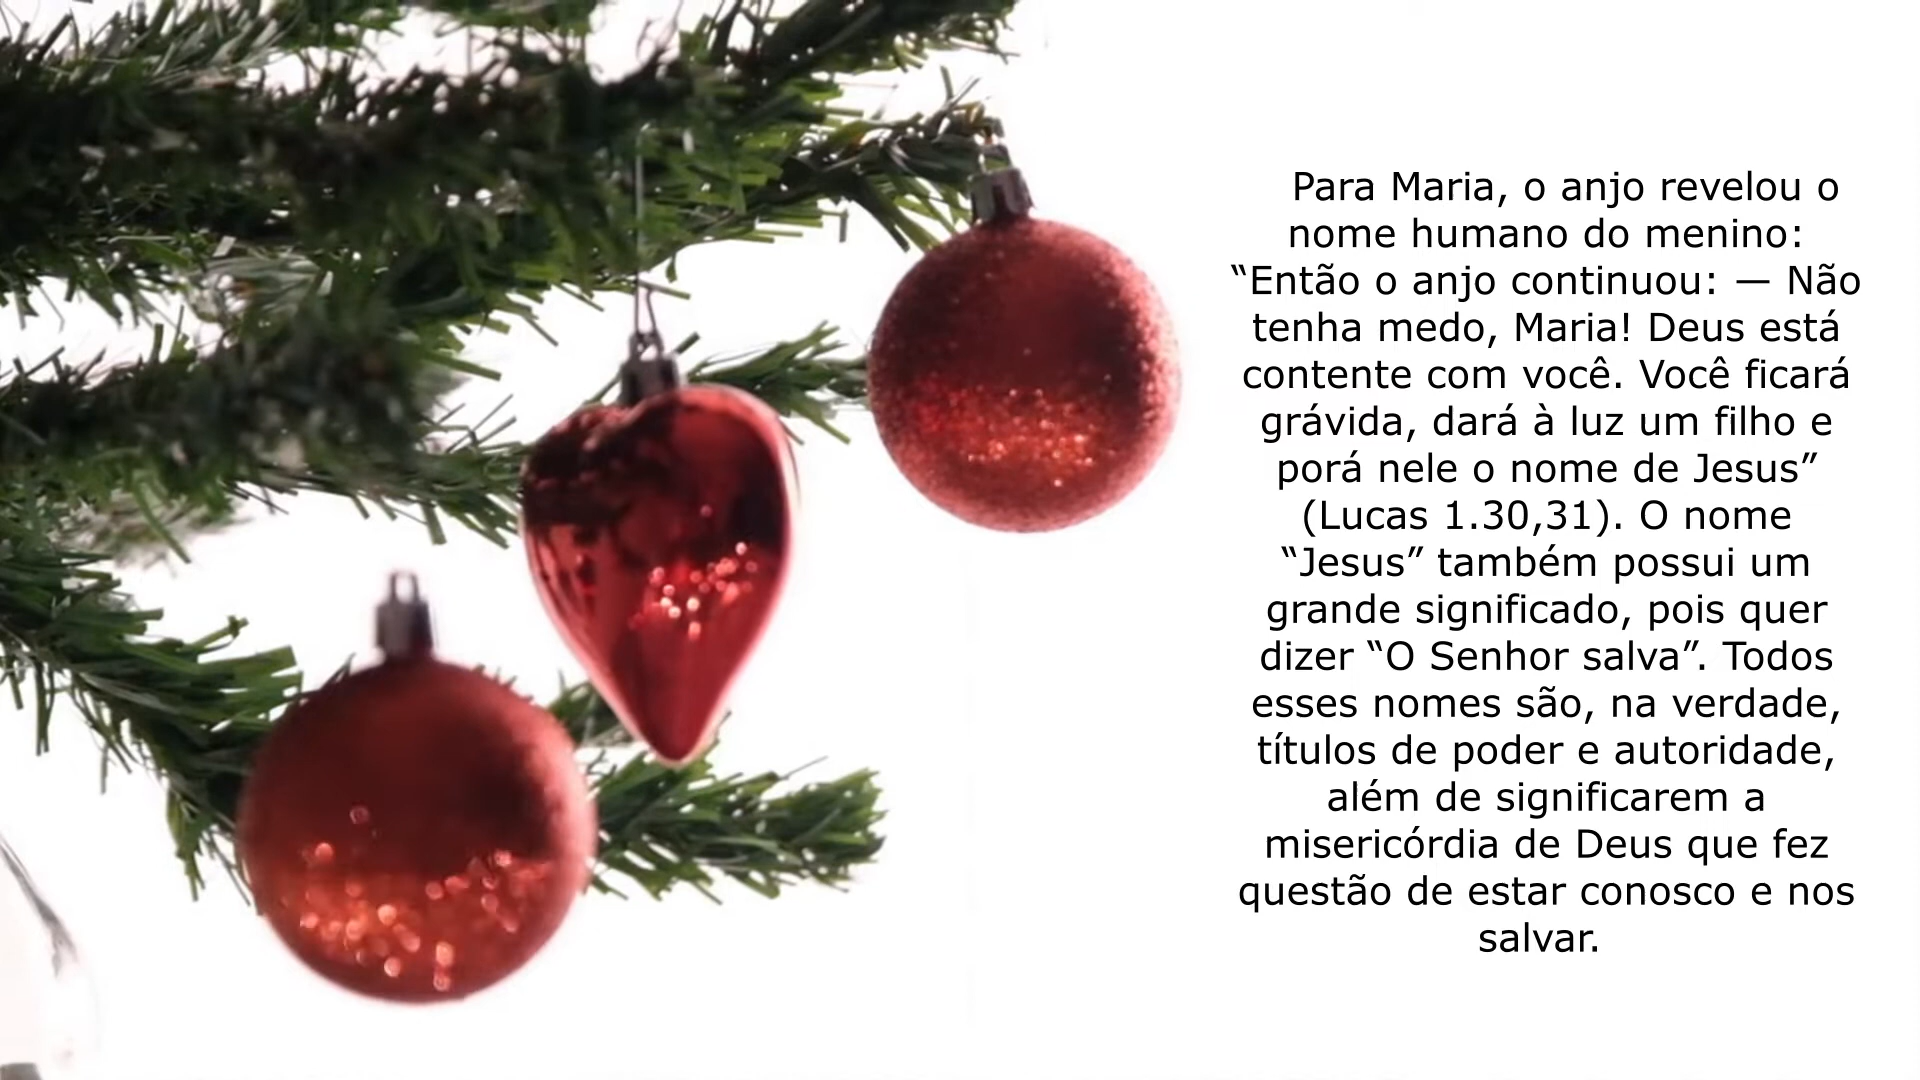 Para Maria, o anjo revelou o
nome humano do menino:
“Então o anjo continuou: — Não
tenha medo, Maria! Deus está
contente com você. Você ficará
grávida, dará à luz um filho e
porá nele o nome de Jesus”
(Lucas 1.30,31). O nome
“Jesus” também possui um
grande significado, pois quer
dizer “O Senhor salva”. Todos
esses nomes são, na verdade,
títulos de poder e autoridade,
além de significarem a
misericórdia de Deus que fez
questão de estar conosco e nos
salvar.